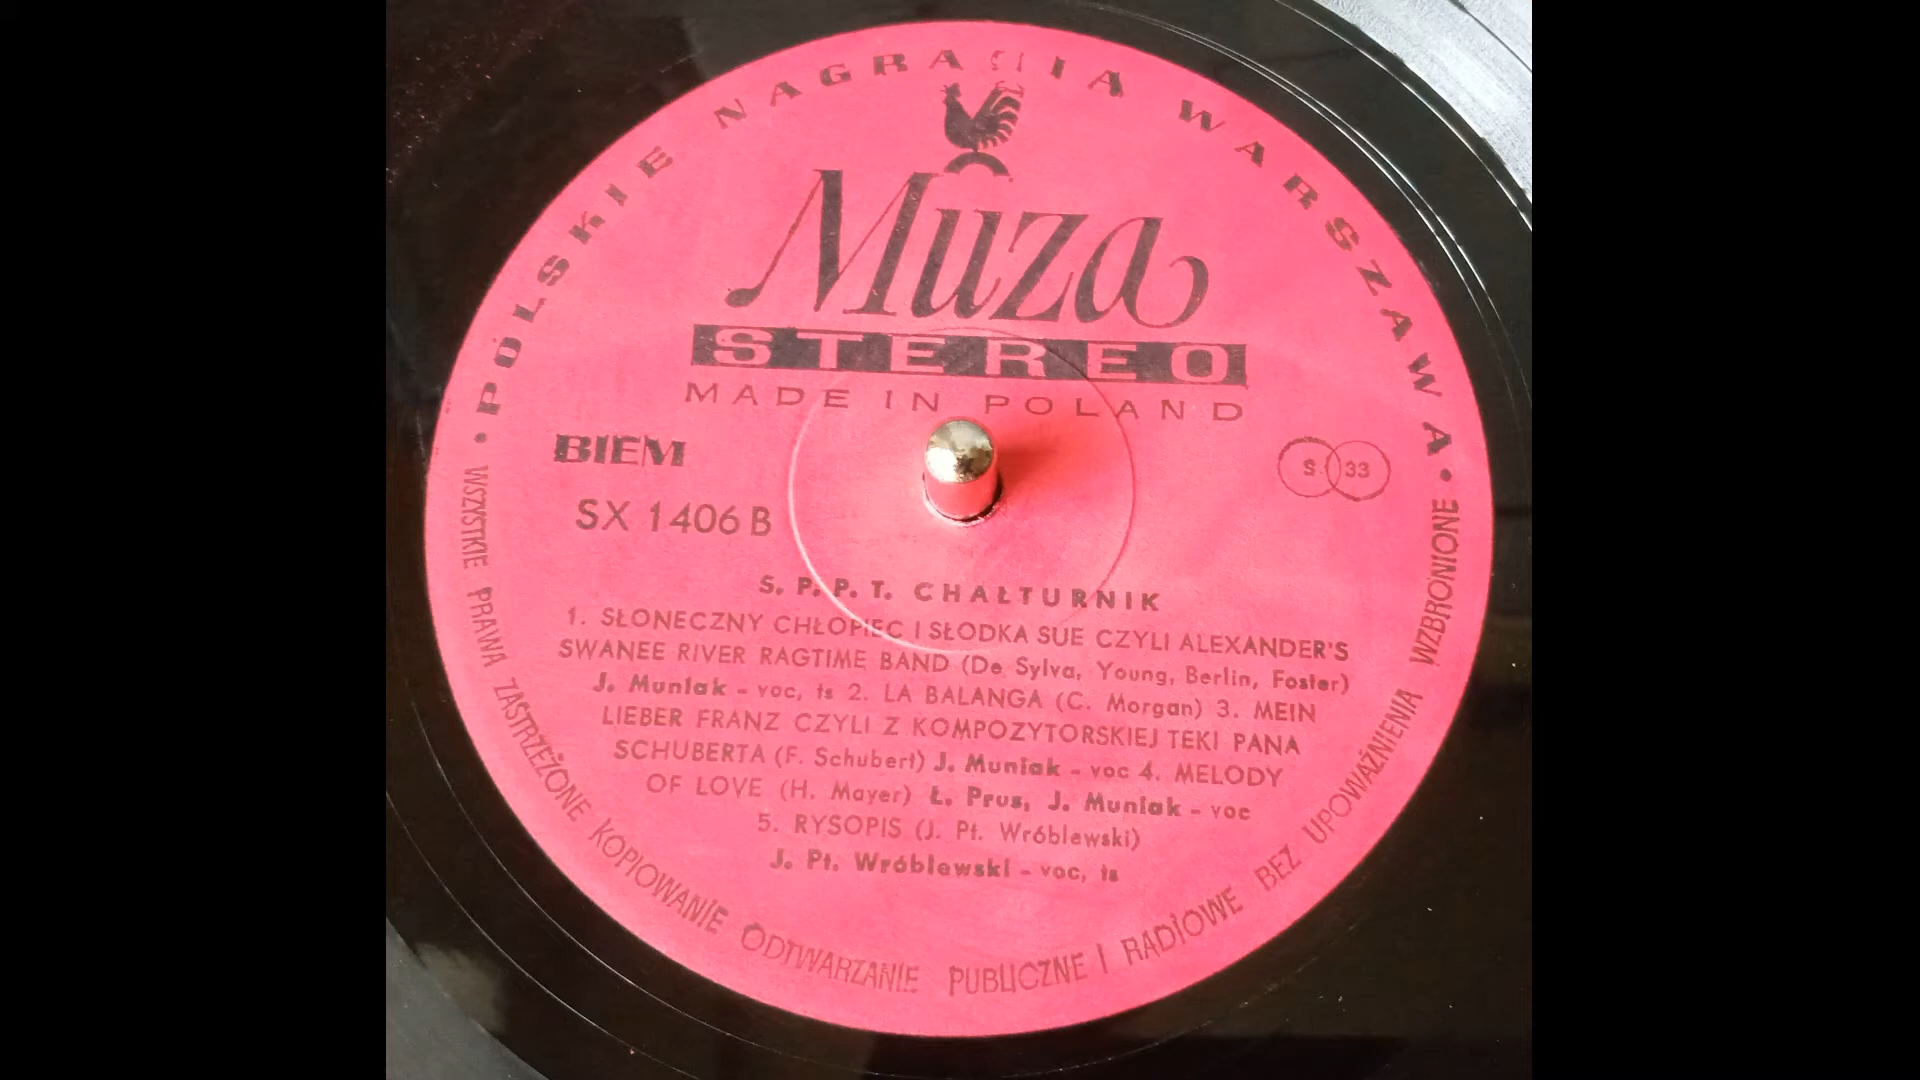 POLSKIE NAGRANIA WARSZAWA
Muza
STEREO
MADE IN POLAND
BIEM
S 33
SX 1406 B
S. P. P. T. CHAŁTURNIK
1. SŁONECZNY CHŁOPIEC I SŁODKA SUE CZYLI ALEXANDER'S
SWANEE RIVER RAGTIME BAND (De Sylva, Young, Berlin, Foster)
J. Muniak - voc, ts 2. LA BALANGA (C. Morgan) 3. MEIN
LIEBER FRANZ CZYLI Z KOMPOZYTORSKIEJ TEKI PANA
SCHUBERTA (F. Schubert) J. Muniak - voc 4. MELODY
OF LOVE (H. Mayer) Ł. Prus, J. Muniak - voc
5. RYSOPIS (J. Pt. Wróblewski)
J. Pt. Wróblewski - voc, ts
WSZYSTKIE PRAWA ZASTRZEŻONE KOPIOWANIE ODTWARZANIE PUBLICZNE I RADIOWE BEZ UPOWAŻNIENIA WZBRONIONE